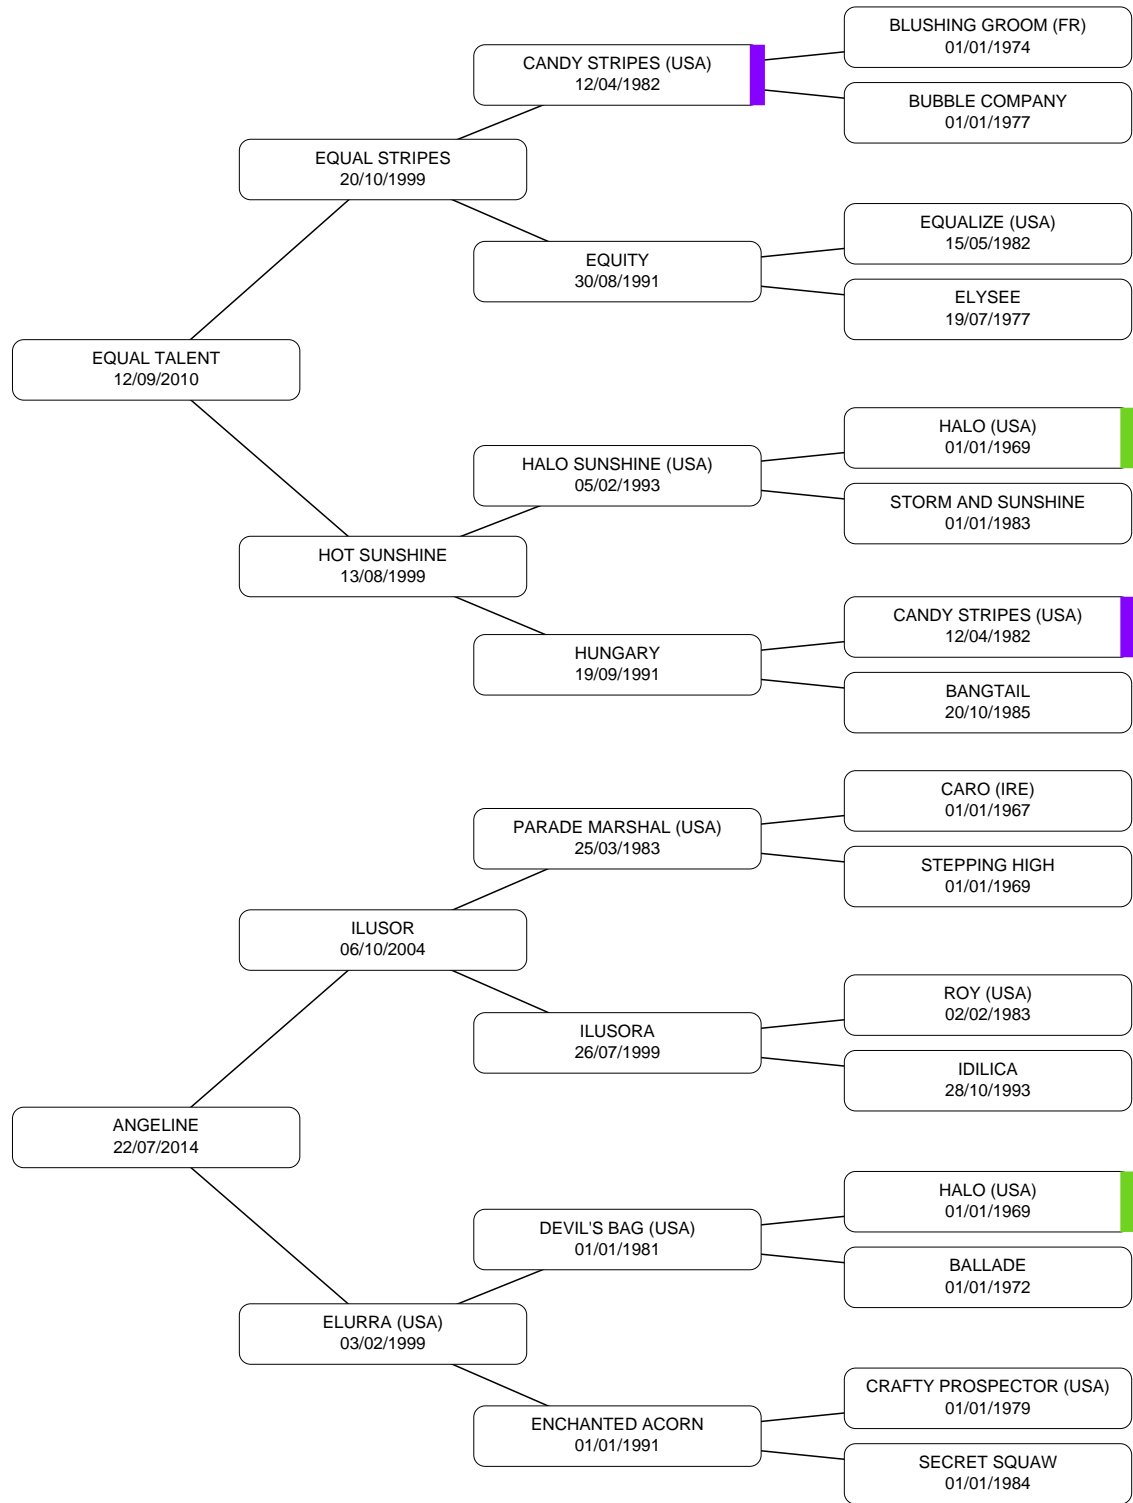 BLUSHING GROOM (FR)
01/01/1974
CANDY STRIPES (USA)
12/04/1982
BUBBLE COMPANY
01/01/1977
EQUAL STRIPES
20/10/1999
EQUALIZE (USA)
15/05/1982
EQUITY
30/08/1991
ELYSEE
19/07/1977
EQUAL TALENT
12/09/2010
HALO (USA)
01/01/1969
HALO SUNSHINE (USA)
05/02/1993
STORM AND SUNSHINE
01/01/1983
HOT SUNSHINE
13/08/1999
CANDY STRIPES (USA)
12/04/1982
HUNGARY
19/09/1991
BANGTAIL
20/10/1985
CARO (IRE)
01/01/1967
PARADE MARSHAL (USA)
25/03/1983
STEPPING HIGH
01/01/1969
ILUSOR
06/10/2004
ROY (USA)
02/02/1983
ILUSORA
26/07/1999
IDILICA
28/10/1993
ANGELINE
22/07/2014
HALO (USA)
01/01/1969
DEVIL'S BAG (USA)
01/01/1981
BALLADE
01/01/1972
ELURRA (USA)
03/02/1999
CRAFTY PROSPECTOR (USA)
01/01/1979
ENCHANTED ACORN
01/01/1991
SECRET SQUAW
01/01/1984